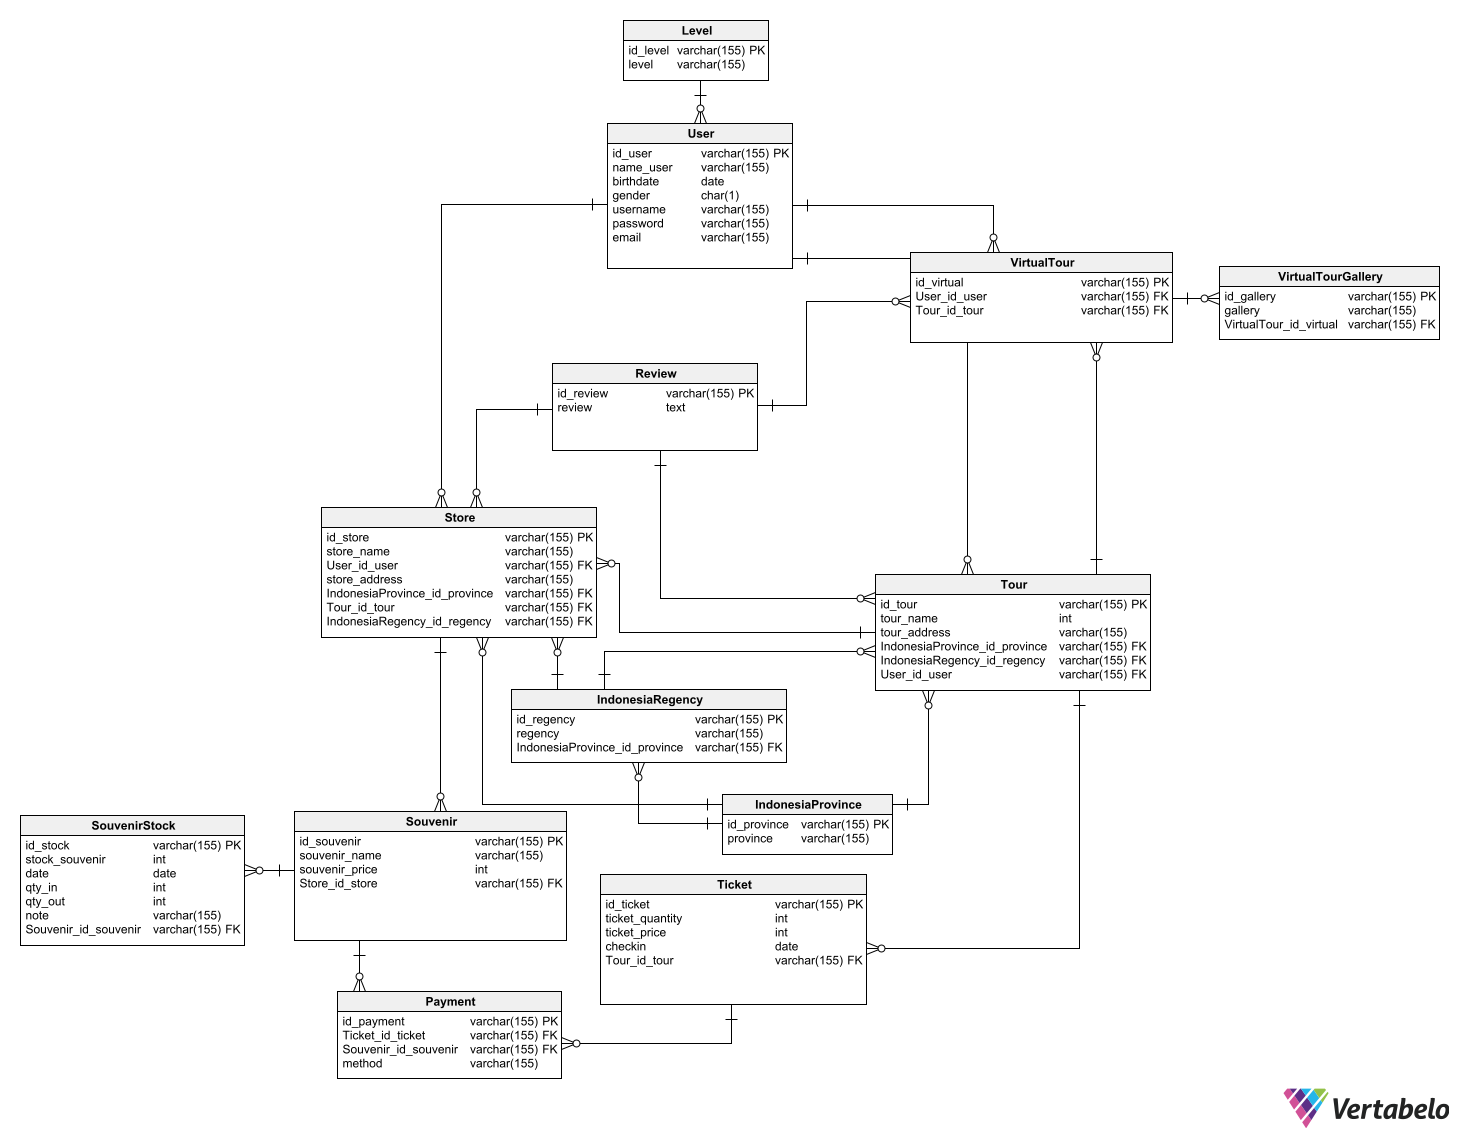 Level
id_level varchar(155) PK
level varchar(155)
User
id_user varchar(155) PK
name_user varchar(155)
birthdate date
gender char(1)
username varchar(155)
password varchar(155)
email varchar(155)
VirtualTour
id_virtual varchar(155) PK
User_id_user varchar(155) FK
Tour_id_tour varchar(155) FK
VirtualTourGallery
id_gallery varchar(155) PK
gallery varchar(155)
VirtualTour_id_virtual varchar(155) FK
Review
id_review varchar(155) PK
review text
Store
id_store varchar(155) PK
store_name varchar(155)
User_id_user varchar(155) FK
store_address varchar(155)
IndonesiaProvince_id_province varchar(155) FK
Tour_id_tour varchar(155) FK
IndonesiaRegency_id_regency varchar(155) FK
Tour
id_tour varchar(155) PK
tour_name int
tour_address varchar(155)
IndonesiaProvince_id_province varchar(155) FK
IndonesiaRegency_id_regency varchar(155) FK
User_id_user varchar(155) FK
IndonesiaRegency
id_regency varchar(155) PK
regency varchar(155)
IndonesiaProvince_id_province varchar(155) FK
IndonesiaProvince
id_province varchar(155) PK
province varchar(155)
SouvenirStock
id_stock varchar(155) PK
stock_souvenir int
date date
qty_in int
qty_out int
note varchar(155)
Souvenir_id_souvenir varchar(155) FK
Souvenir
id_souvenir varchar(155) PK
souvenir_name varchar(155)
souvenir_price int
Store_id_store varchar(155) FK
Ticket
id_ticket varchar(155) PK
ticket_quantity int
ticket_price int
checkin date
Tour_id_tour varchar(155) FK
Payment
id_payment varchar(155) PK
Ticket_id_ticket varchar(155) FK
Souvenir_id_souvenir varchar(155) FK
method varchar(155)
Vertabelo